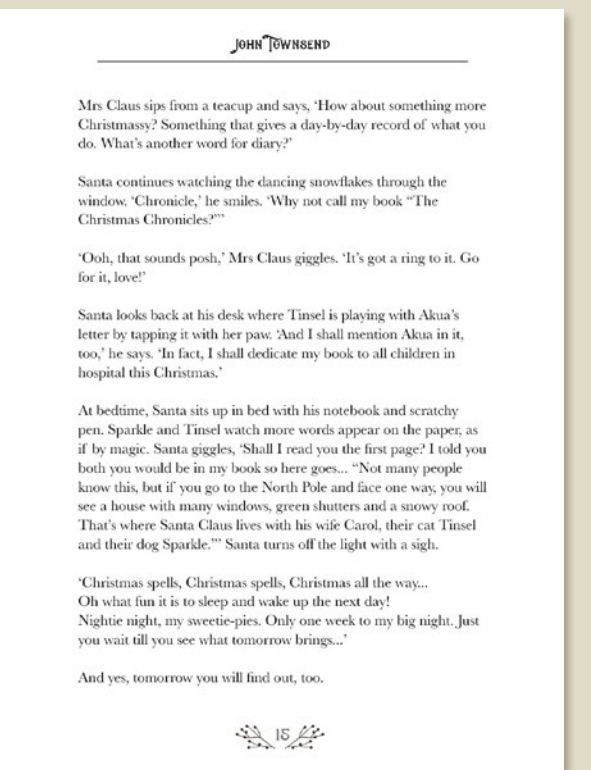 John Townsend
Mrs Claus sips from a teacup and says, ‘How about something more
Christmassy? Something that gives a day-by-day record of what you
do. What’s another word for diary?’
Santa continues watching the dancing snowflakes through the
window. ‘Chronicle,’ he smiles. ‘Why not call my book “The
Christmas Chronicles?”’
‘Ooh, that sounds posh,’ Mrs Claus giggles. ‘It’s got a ring to it. Go
for it, love!’
Santa looks back at his desk where Tinsel is playing with Akua’s
letter by tapping it with her paw. ‘And I shall mention Akua in it,
too,’ he says. ‘In fact, I shall dedicate my book to all children in
hospital this Christmas.’
At bedtime, Santa sits up in bed with his notebook and scratchy
pen. Sparkle and Tinsel watch more words appear on the paper, as
if by magic. Santa giggles, ‘Shall I read you the first page? I told you
both you would be in my book so here goes... “Not many people
know this, but if you go to the North Pole and face one way, you will
see a house with many windows, green shutters and a snowy roof.
That’s where Santa Claus lives with his wife Carol, their cat Tinsel
and their dog Sparkle.”’ Santa turns off the light with a sigh.
‘Christmas spells, Christmas spells, Christmas all the way...
Oh what fun it is to sleep and wake up the next day!
Nightie night, my sweetie-pies. Only one week to my big night. Just
you wait till you see what tomorrow brings...’
And yes, tomorrow you will find out, too.
15